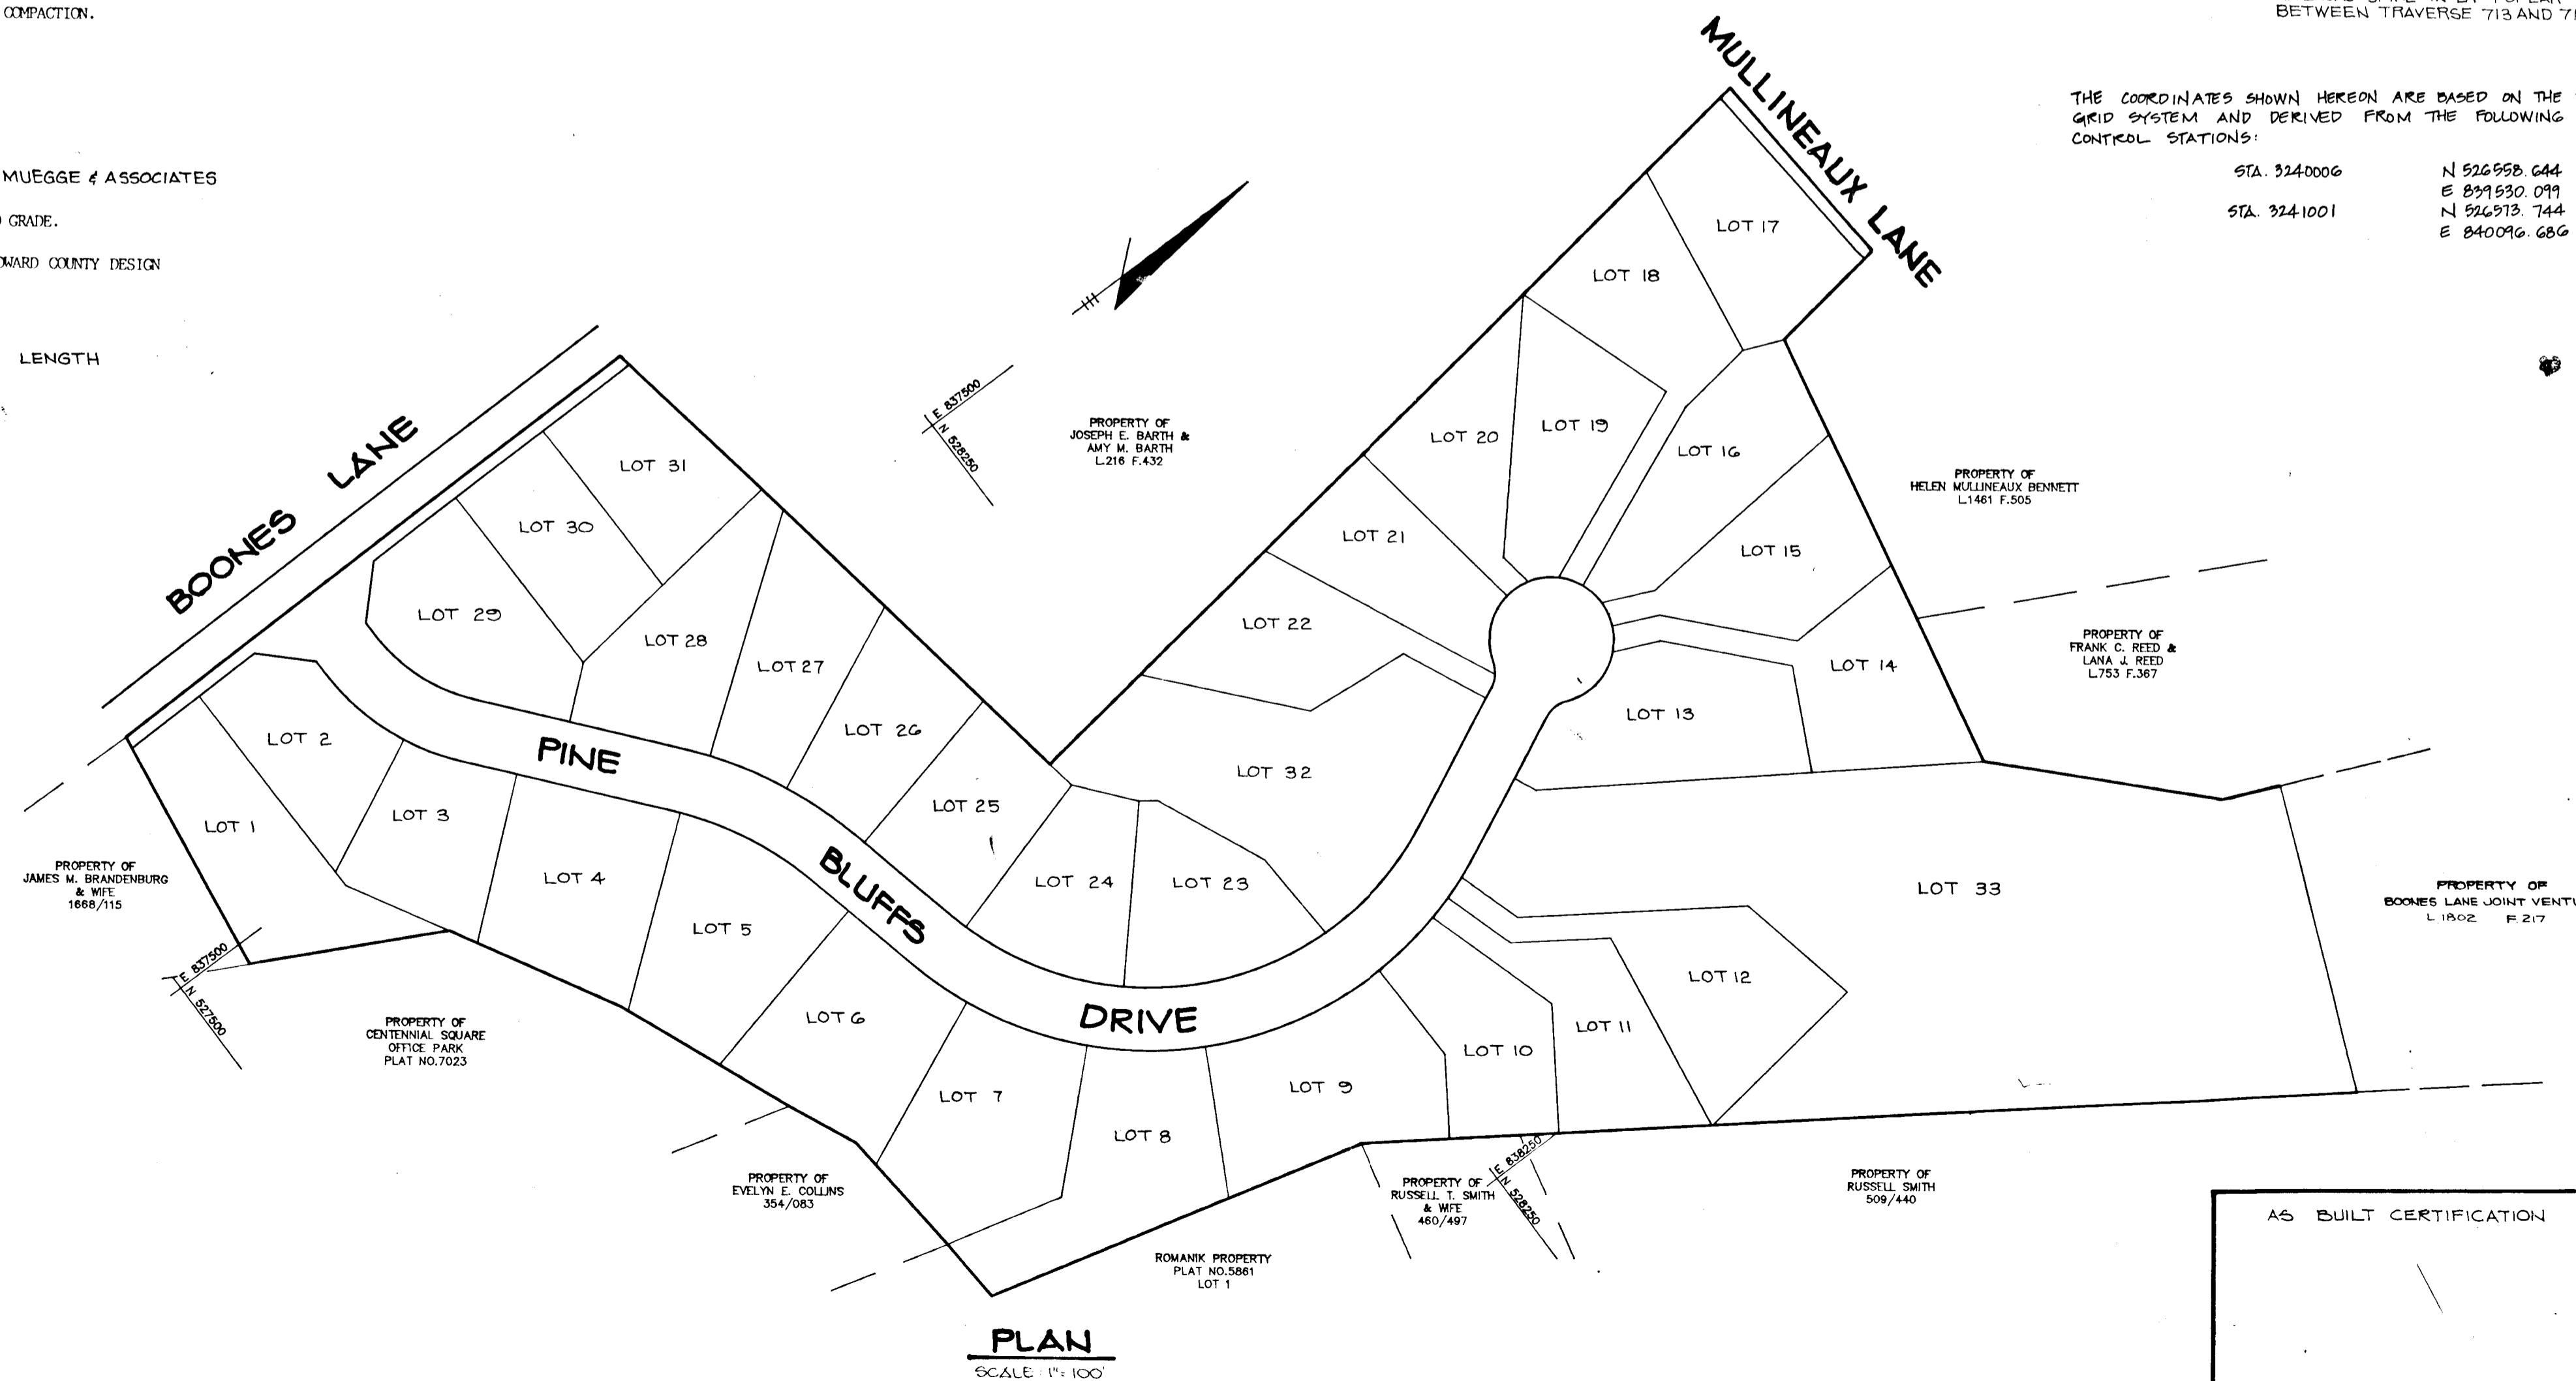 COMPACTION.
MUEGGE & ASSOCIATES
GRADE.
COUNTY DESIGN
LENGTH
BETWEEN TRAVERSE 713 AND
THE COORDINATES SHOWN HEREON ARE BASED ON THE
GRID SYSTEM AND DERIVED FROM THE FOLLOWING
CONTROL STATIONS:
STA. 3240006 N 526558.644
E 839530.099
STA. 3241001 N 526573.744
E 840096.686
MULLINEAUX LANE
BOONES LANE
PINE
BLUFFS
DRIVE
LOT 17
LOT 18
LOT 19
LOT 20
LOT 16
LOT 21
LOT 15
LOT 22
LOT 14
LOT 13
LOT 32
LOT 31
LOT 30
LOT 29
LOT 28
LOT 27
LOT 26
LOT 25
LOT 24
LOT 23
LOT 2
LOT 1
LOT 3
LOT 4
LOT 5
LOT 6
LOT 7
LOT 8
LOT 9
LOT 10
LOT 11
LOT 12
LOT 33
E 837500
N 528250
PROPERTY OF
JOSEPH E. BARTH &
AMY M. BARTH
L.216 F.432
PROPERTY OF
HELEN MULLINEAUX BENNETT
L.1461 F.505
PROPERTY OF
FRANK C. REED &
LANA J. REED
L.753 F.367
PROPERTY OF
BOONES LANE JOINT
L 1802 F. 217
PROPERTY OF
JAMES M. BRANDENBURG
& WIFE
1668/115
E 837500
N 527500
PROPERTY OF
CENTENNIAL SQUARE
OFFICE PARK
PLAT NO.7023
PROPERTY OF
EVELYN E. COLLINS
354/083
ROMANIK PROPERTY
PLAT NO.5861
LOT 1
PROPERTY OF
RUSSELL T. SMITH
& WIFE
460/497
E 838250
N 528250
PROPERTY OF
RUSSELL SMITH
509/440
AS BUILT CERTIFICATION
PLAN
SCALE : 1"= 100'